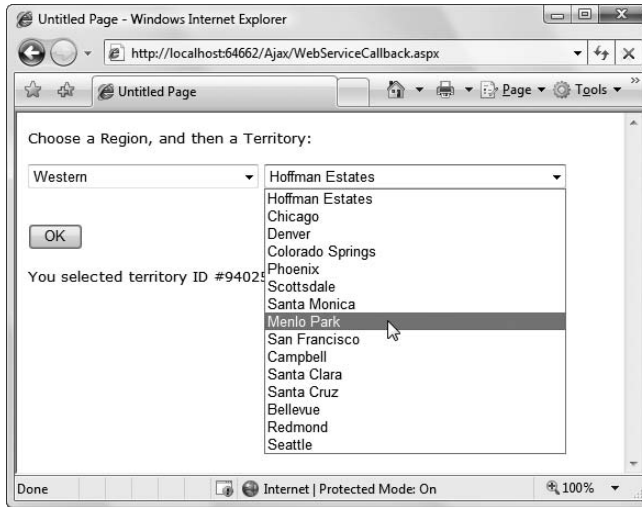 Untitled Page - Windows Internet Explorer
http://localhost:64662/Ajax/WebServiceCallback.aspx
Untitled Page
Page
Tools
Choose a Region, and then a Territory:
Western
Hoffman Estates
Hoffman Estates
Chicago
Denver
Colorado Springs
Phoenix
Scottsdale
Santa Monica
Menlo Park
San Francisco
Campbell
Santa Clara
Santa Cruz
Bellevue
Redmond
Seattle
OK
You selected territory ID #94025
Done
Internet | Protected Mode: On
100%